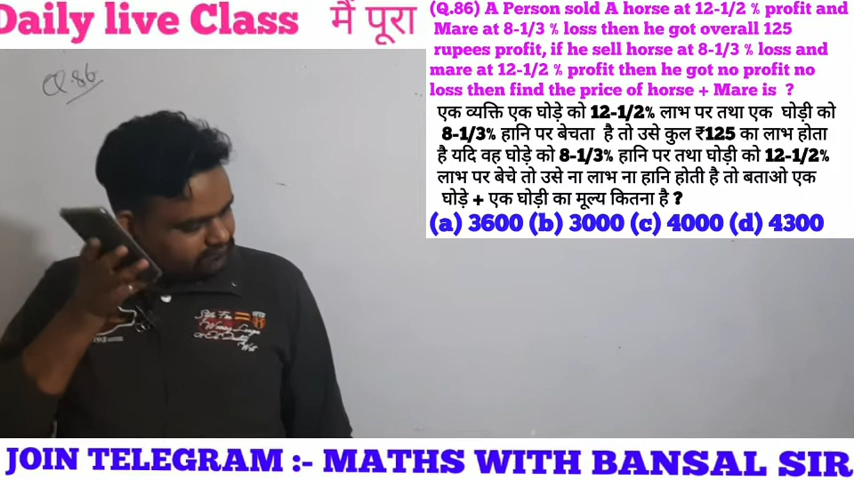 Daily live Class में पूरा
Q.86
(Q.86) A Person sold A horse at 12-1/2 % profit and
Mare at 8-1/3 % loss then he got overall 125
rupees profit, if he sell horse at 8-1/3 % loss and
mare at 12-1/2 % profit then he got no profit no
loss then find the price of horse + Mare is ?
एक व्यक्ति एक घोड़े को 12-1/2% लाभ पर तथा एक घोड़ी को
8-1/3% हानि पर बेचता है तो उसे कुल ₹125 का लाभ होता
है यदि वह घोड़े को 8-1/3% हानि पर तथा घोड़ी को 12-1/2%
लाभ पर बेचे तो उसे ना लाभ ना हानि होती है तो बताओ एक
घोड़े + एक घोड़ी का मूल्य कितना है ?
(a) 3600 (b) 3000 (c) 4000 (d) 4300
JOIN TELEGRAM :- MATHS WITH BANSAL SIR